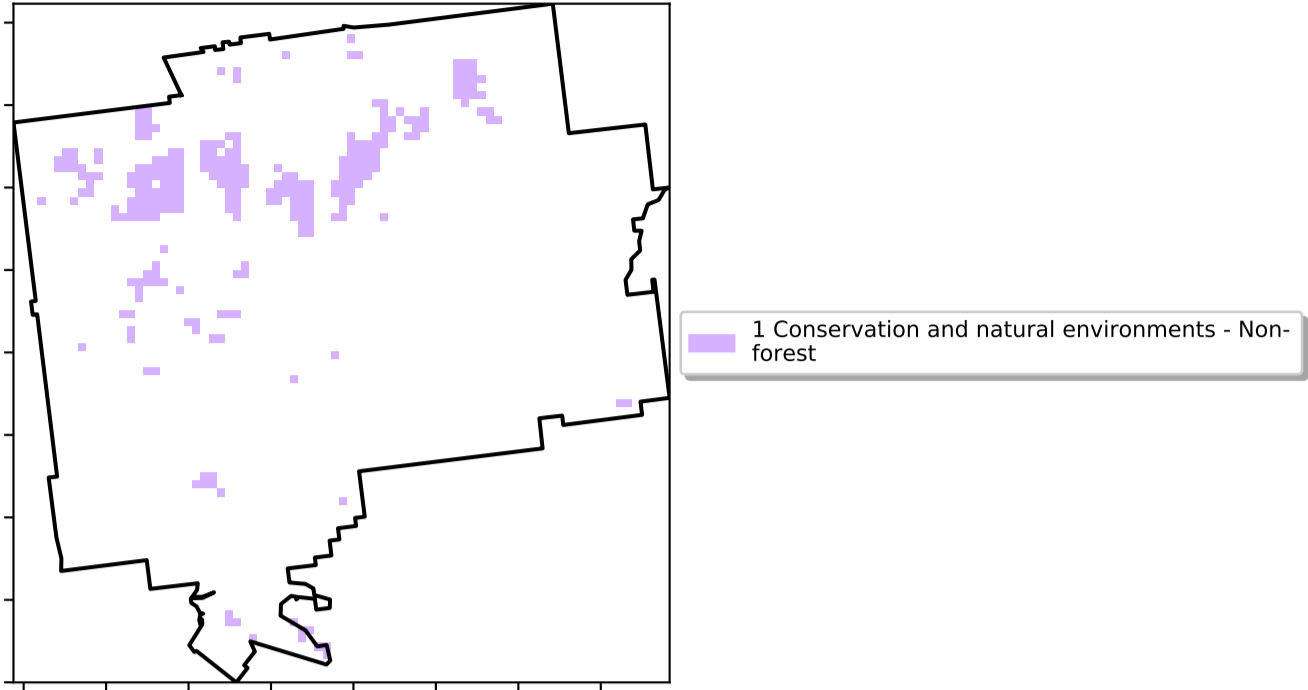 1 Conservation and natural environments - Non-
forest